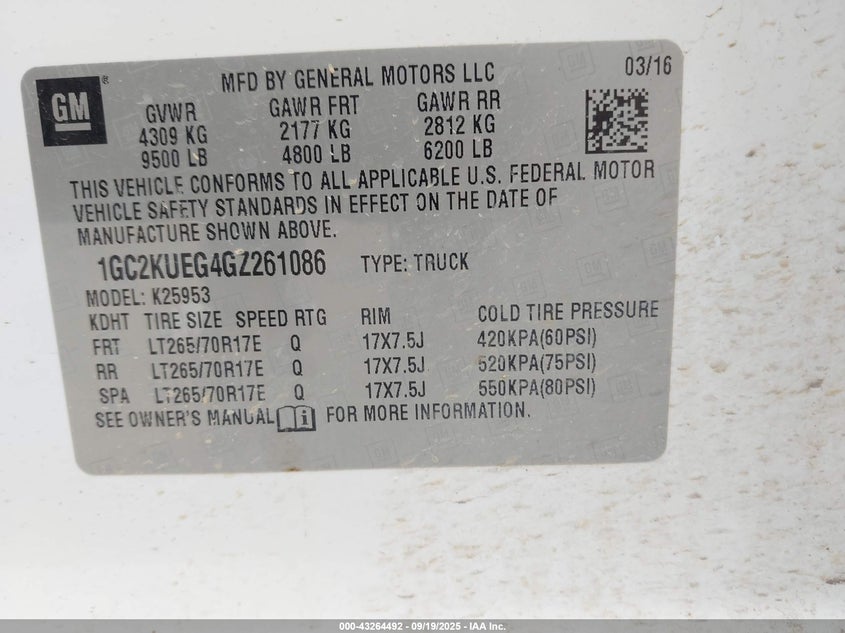 GM ®
MFD BY GENERAL MOTORS LLC
03/16
GVWR GAWR FRT GAWR RR
4309 KG 2177 KG 2812 KG
9500 LB 4800 LB 6200 LB
THIS VEHICLE CONFORMS TO ALL APPLICABLE U.S. FEDERAL MOTOR
VEHICLE SAFETY STANDARDS IN EFFECT ON THE DATE OF
MANUFACTURE SHOWN ABOVE.
1GC2KUEG4GZ261086 TYPE: TRUCK
MODEL: K25953
KDHT TIRE SIZE SPEED RTG RIM COLD TIRE PRESSURE
FRT LT265/70R17E Q 17X7.5J 420KPA(60PSI)
RR LT265/70R17E Q 17X7.5J 520KPA(75PSI)
SPA LT265/70R17E Q 17X7.5J 550KPA(80PSI)
SEE OWNER'S MANUAL i FOR MORE INFORMATION.
000-43264492 - 09/19/2025 - IAA Inc.